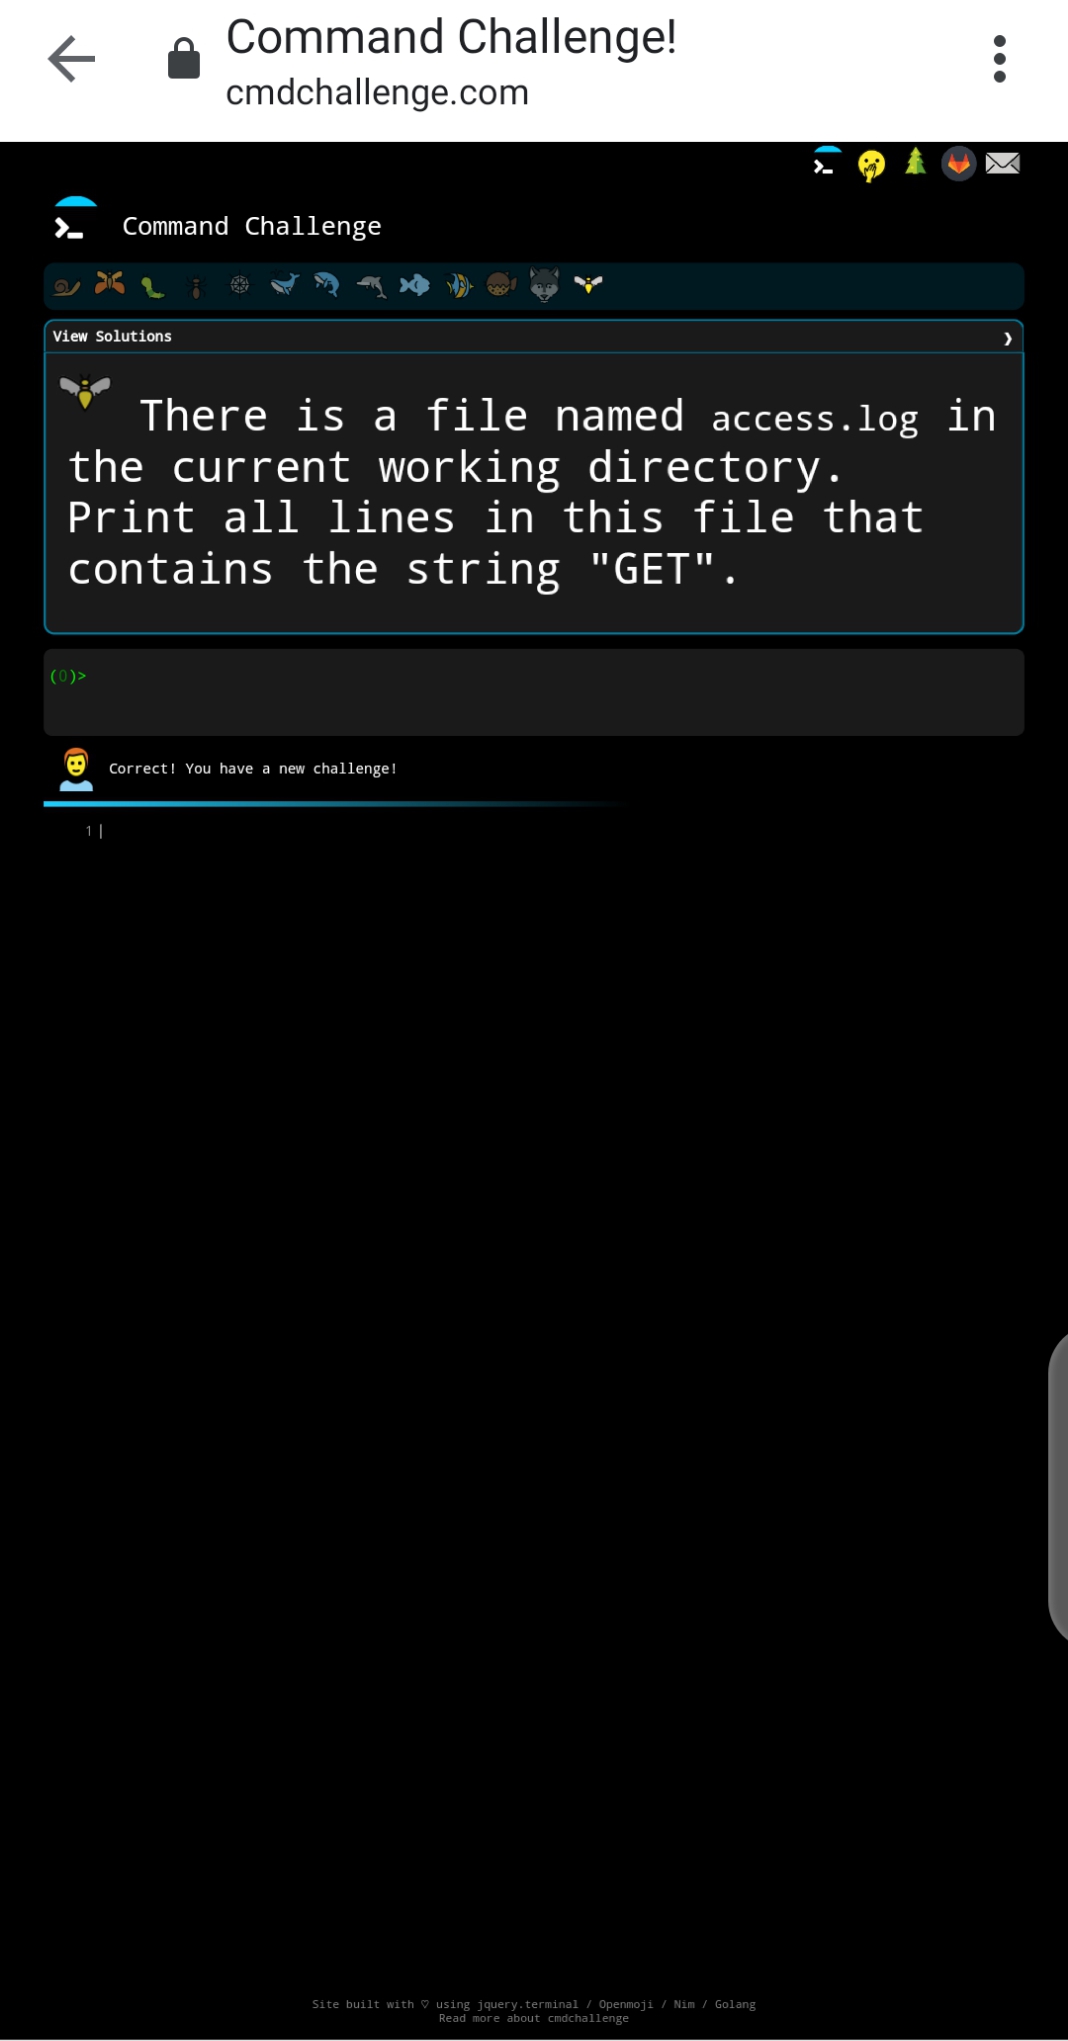 Command Challenge!
cmdchallenge.com
Command Challenge
View Solutions
There is a file named access.log in
the current working directory.
Print all lines in this file that
contains the string "GET".
(0)>
Correct! You have a new challenge!
1
Site built with ♡ using jquery.terminal / Openmoji / Nim / Golang
Read more about cmdchallenge